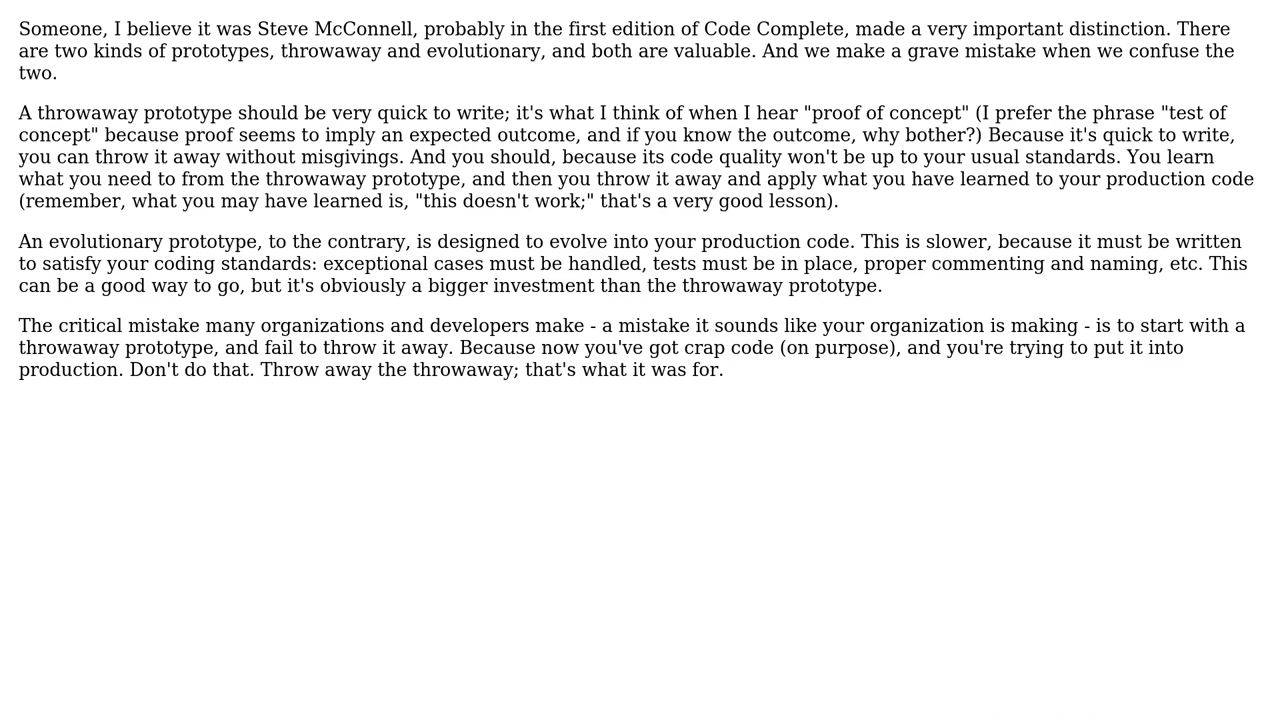 Someone, I believe it was Steve McConnell, probably in the first edition of Code Complete, made a very important distinction. There
are two kinds of prototypes, throwaway and evolutionary, and both are valuable. And we make a grave mistake when we confuse the
two.
A throwaway prototype should be very quick to write; it's what I think of when I hear "proof of concept" (I prefer the phrase "test of
concept" because proof seems to imply an expected outcome, and if you know the outcome, why bother?) Because it's quick to write,
you can throw it away without misgivings. And you should, because its code quality won't be up to your usual standards. You learn
what you need to from the throwaway prototype, and then you throw it away and apply what you have learned to your production code
(remember, what you may have learned is, "this doesn't work;" that's a very good lesson).
An evolutionary prototype, to the contrary, is designed to evolve into your production code. This is slower, because it must be written
to satisfy your coding standards: exceptional cases must be handled, tests must be in place, proper commenting and naming, etc. This
can be a good way to go, but it's obviously a bigger investment than the throwaway prototype.
The critical mistake many organizations and developers make - a mistake it sounds like your organization is making - is to start with a
throwaway prototype, and fail to throw it away. Because now you've got crap code (on purpose), and you're trying to put it into
production. Don't do that. Throw away the throwaway; that's what it was for.